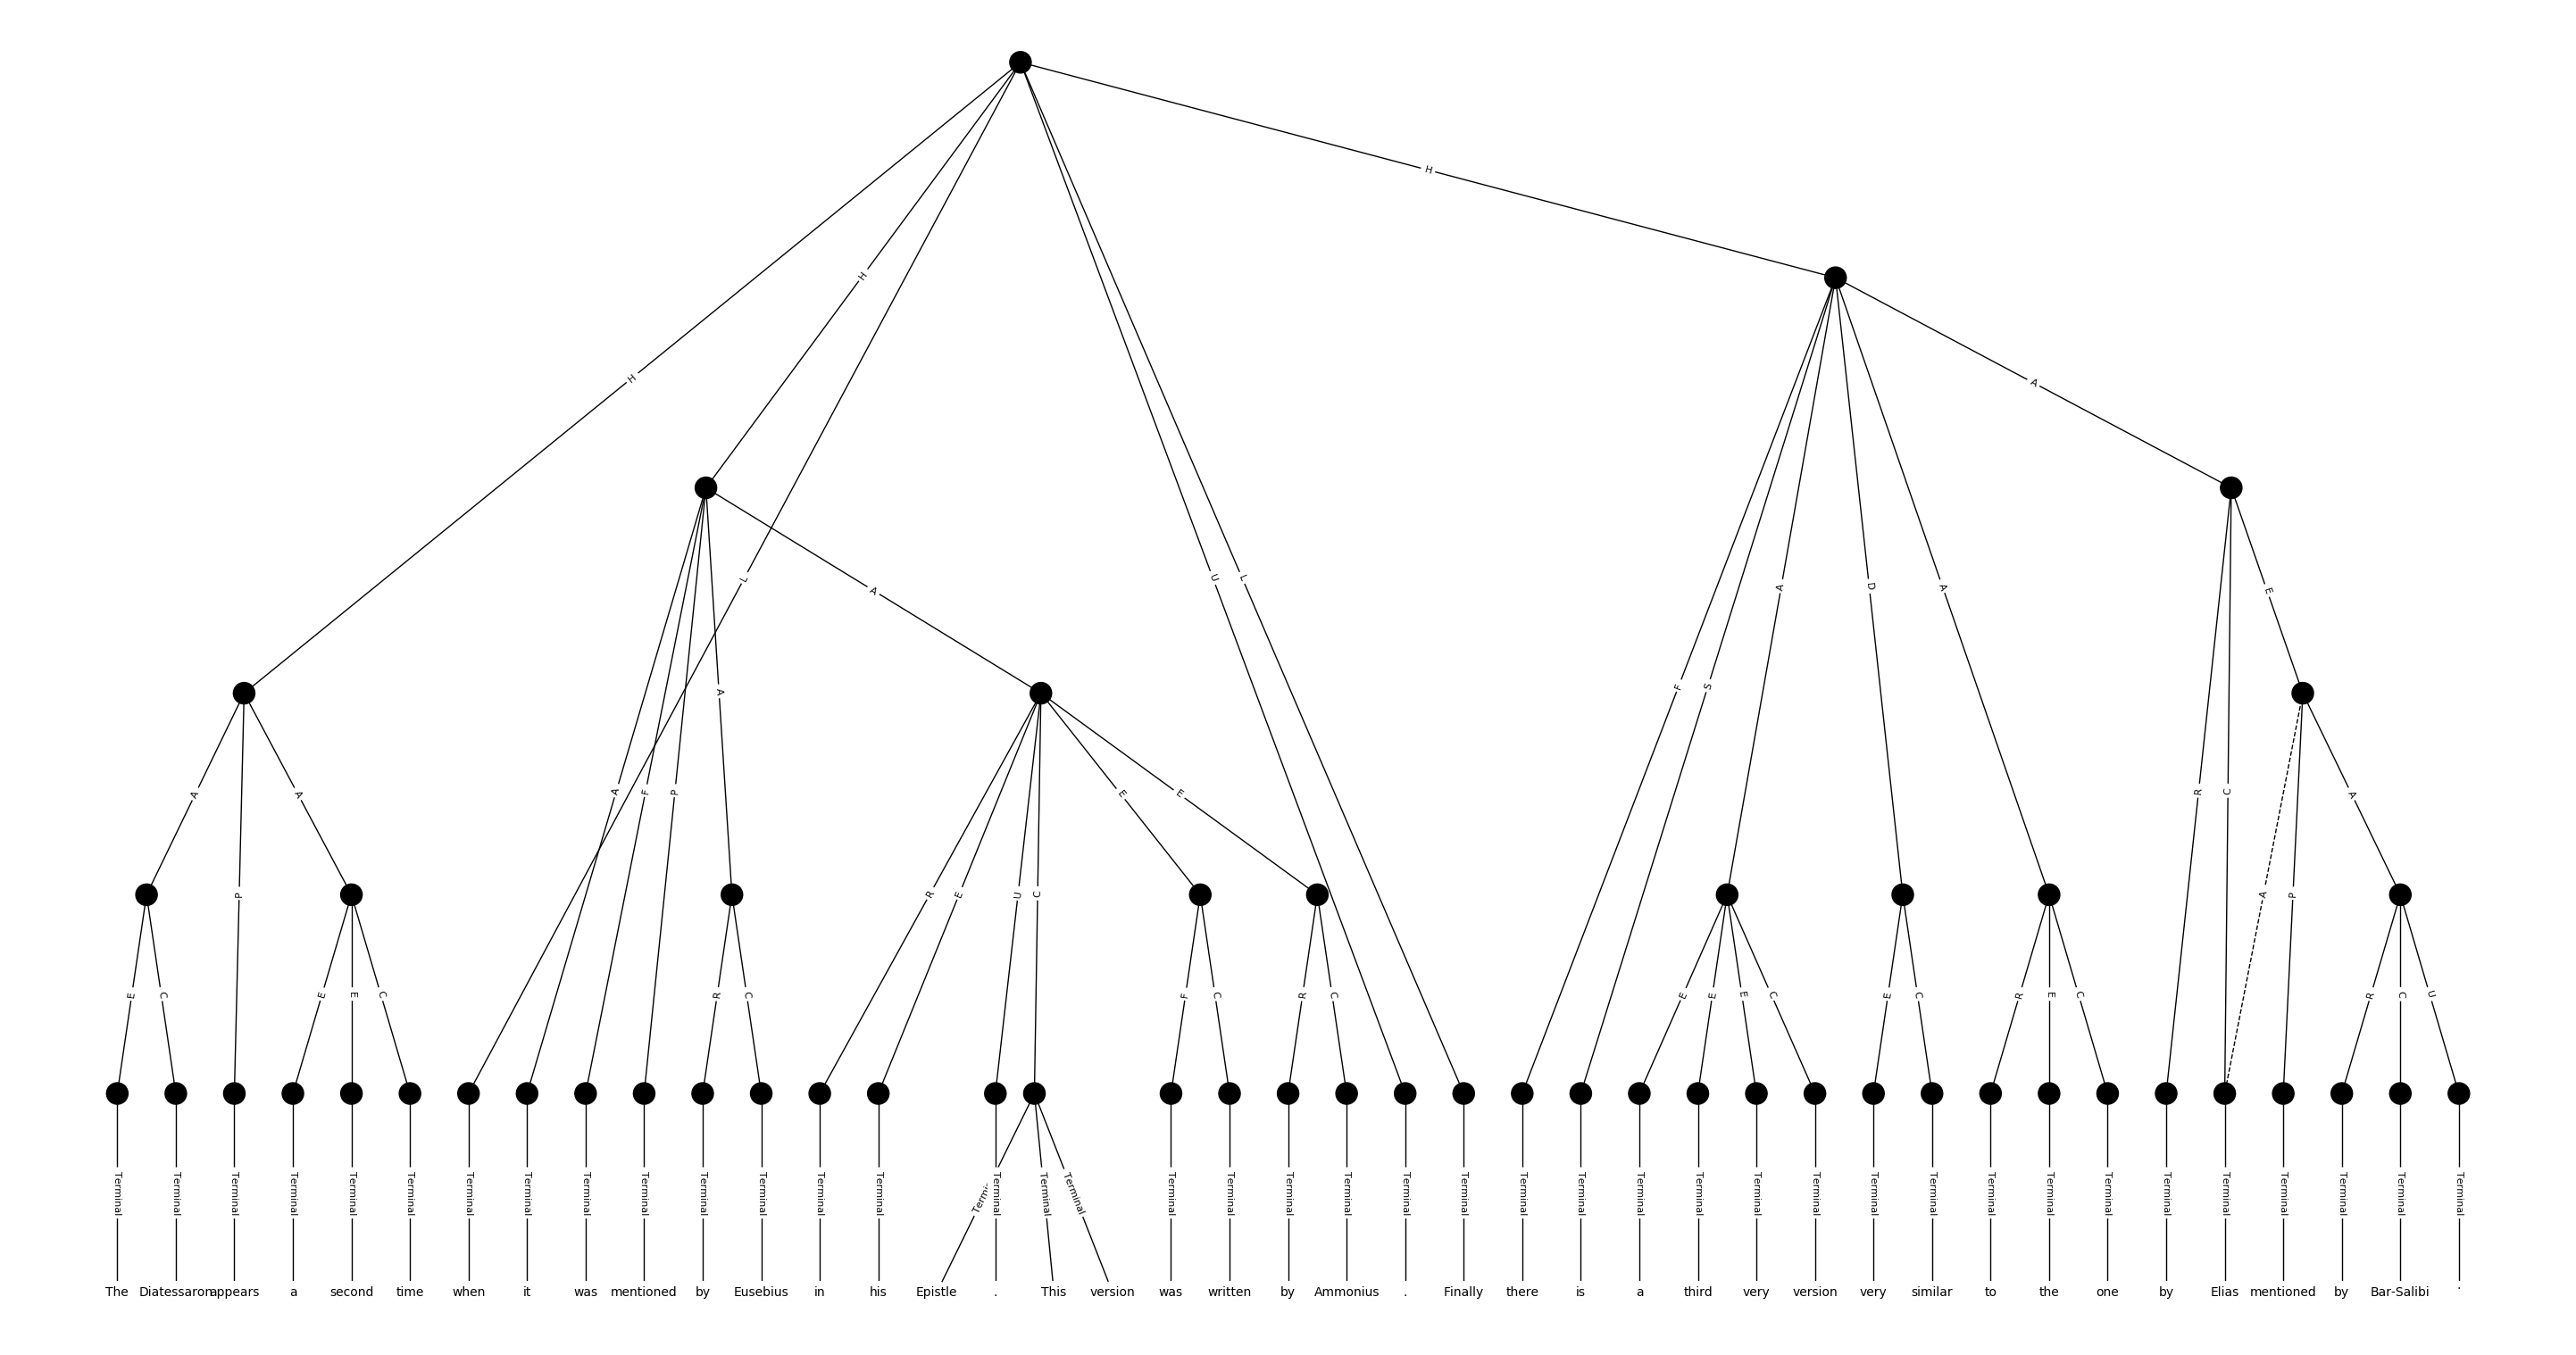 H
H
A
H
L
A
U L
E
F S A D A
A
A A
A F P
E E
R C
A
P
R E U C
A P
E C
E E C
R C
F C
R C
E E E C
E C
R E C
R C U
Terminal Terminal Terminal Terminal Terminal Terminal Terminal Terminal Terminal Terminal Terminal Terminal Terminal Terminal Terminal Terminal Terminal Terminal Terminal Terminal Terminal Terminal Terminal Terminal Terminal Terminal Terminal Terminal Terminal Terminal Terminal Terminal Terminal Terminal Terminal Terminal Terminal Terminal Terminal Terminal
The Diatessaron appears a second time when it was mentioned by Eusebius in his Epistle . This version was written by Ammonius . Finally there is a third very version very similar to the one by Elias mentioned by Bar-Salibi .